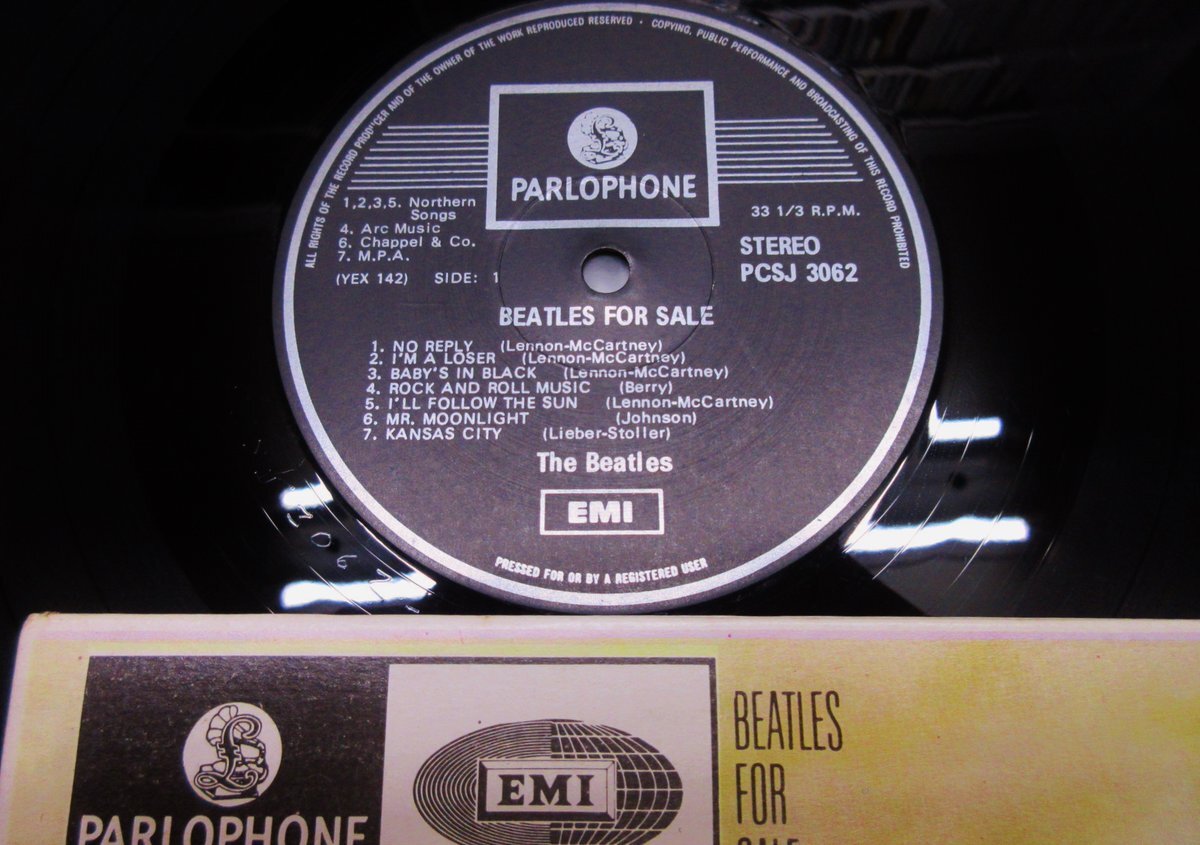 ALL RIGHTS OF THE RECORD PRODUCER AND OF THE OWNER OF THE WORK REPRODUCED RESERVED · COPYING, PUBLIC PERFORMANCE AND BROADCASTING OF THIS RECORD PROHIBITED
PARLOPHONE
1,2,3,5. Northern
Songs
4. Arc Music
6. Chappel & Co.
7. M.P.A.
(YEX 142) SIDE: 1
33 1/3 R.P.M.
STEREO
PCSJ 3062
BEATLES FOR SALE
1. NO REPLY (Lennon-McCartney)
2. I'M A LOSER (Lennon-McCartney)
3. BABY'S IN BLACK (Lennon-McCartney)
4. ROCK AND ROLL MUSIC (Berry)
5. I'LL FOLLOW THE SUN (Lennon-McCartney)
6. MR. MOONLIGHT (Johnson)
7. KANSAS CITY (Lieber-Stoller)
The Beatles
EMI
PRESSED FOR OR BY A REGISTERED USER
PARLOPHONE
EMI
BEATLES
FOR
SALE